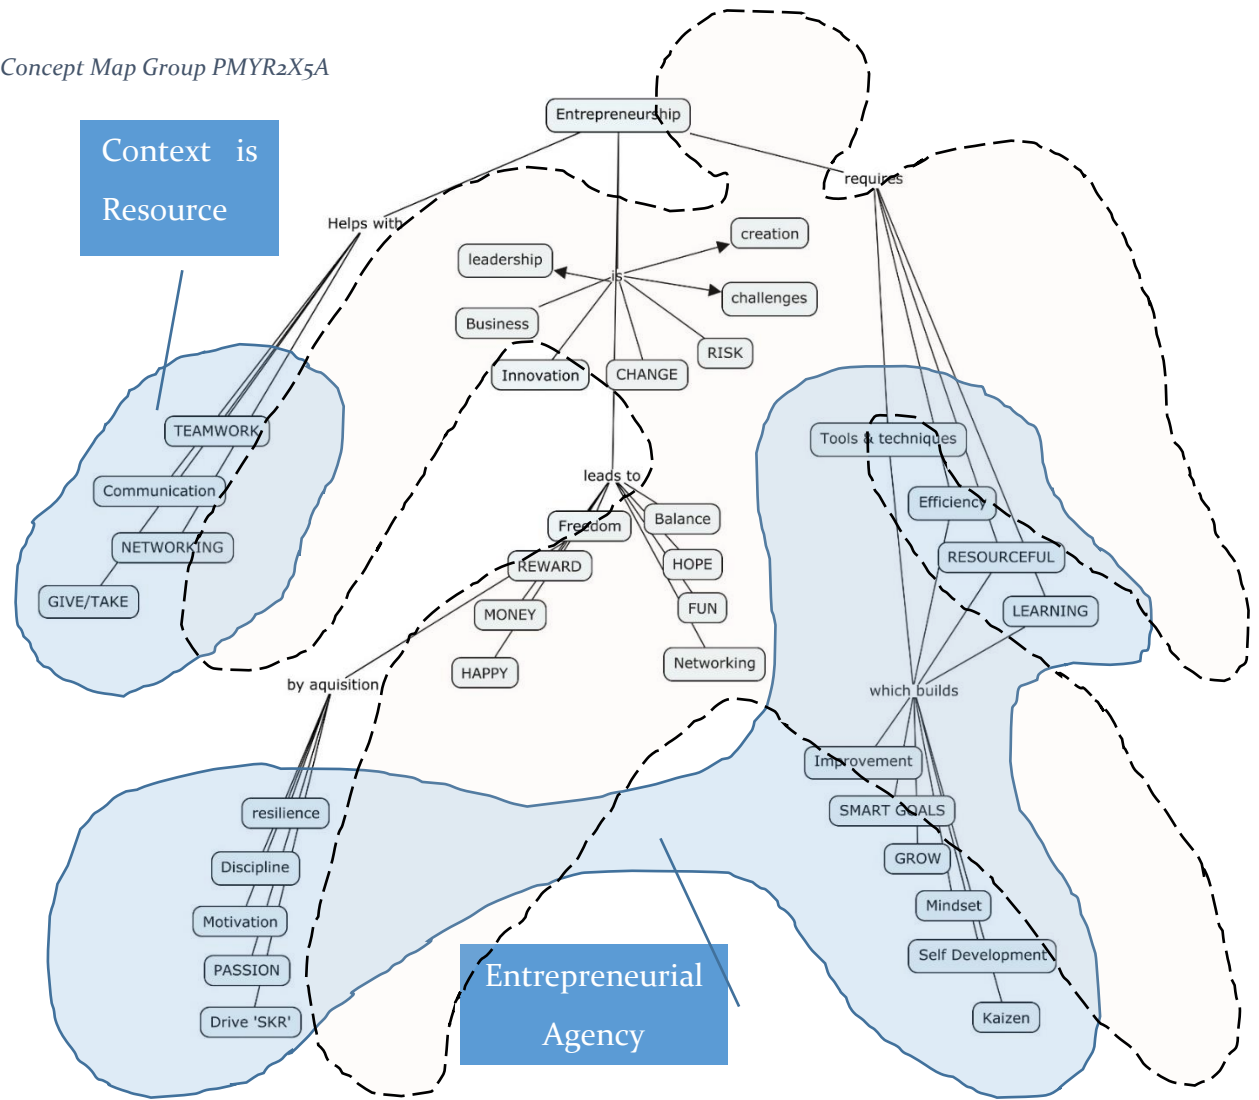 Concept Map Group PMYR2X5A
Context is
Resource
Entrepreneurship
requires
Helps with
creation
leadership
is
challenges
Business
RISK
Innovation
CHANGE
TEAMWORK
Tools & techniques
leads to
Communication
Efficiency
Freedom
Balance
NETWORKING
RESOURCEFUL
REWARD
HOPE
GIVE/TAKE
MONEY
FUN
LEARNING
HAPPY
Networking
by aquisition
which builds
Improvement
resilience
SMART GOALS
Discipline
GROW
Motivation
Mindset
PASSION
Self Development
Entrepreneurial
Agency
Drive 'SKR'
Kaizen